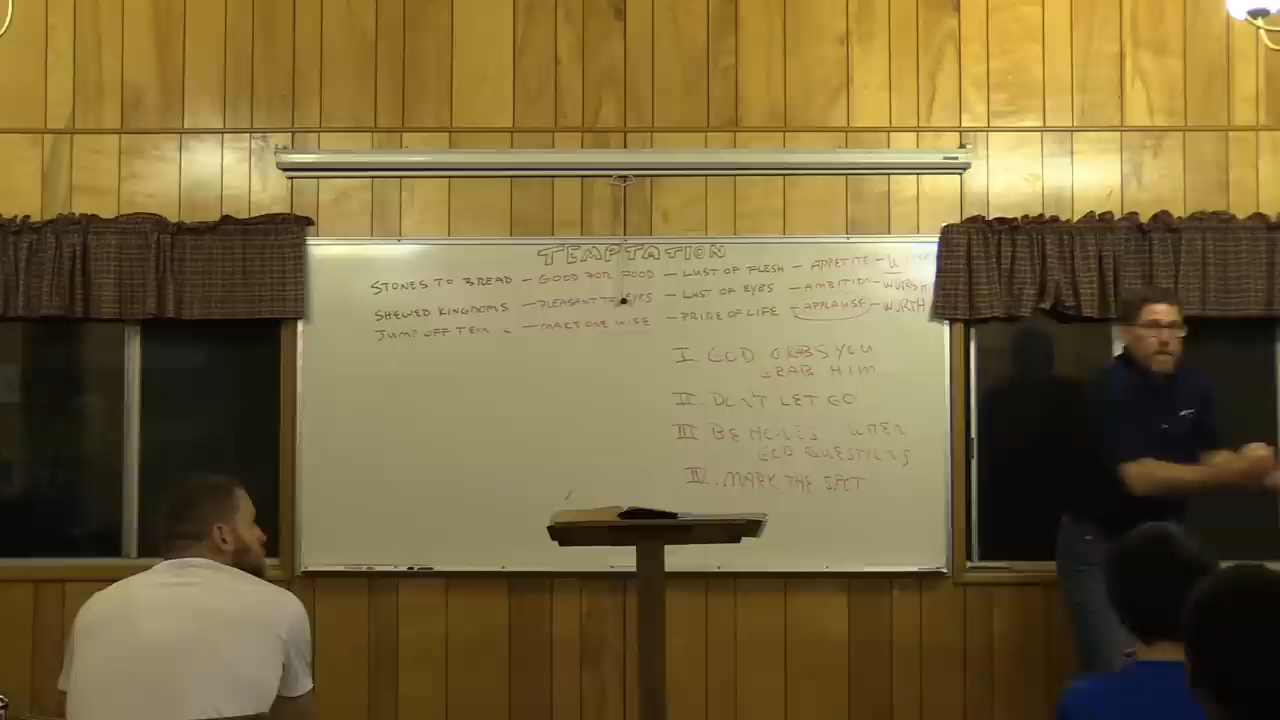 TEMPTATION
STONES TO BREAD - GOOD FOR FOOD - LUST OF FLESH - APPETITE -
SHEWED KINGDOMS - PLEASANT TO EYES - LUST OF EYES - AMBITION - WORSH
JUMP OFF - MAKE ONE WISE - PRIDE OF LIFE - APPLAUSE - WORTH
I. GOD GRABS YOU
GRAB HIM
II. DON'T LET GO
III BE WHEN
GOD QUESTIONS
IV. MARK THE SPOT